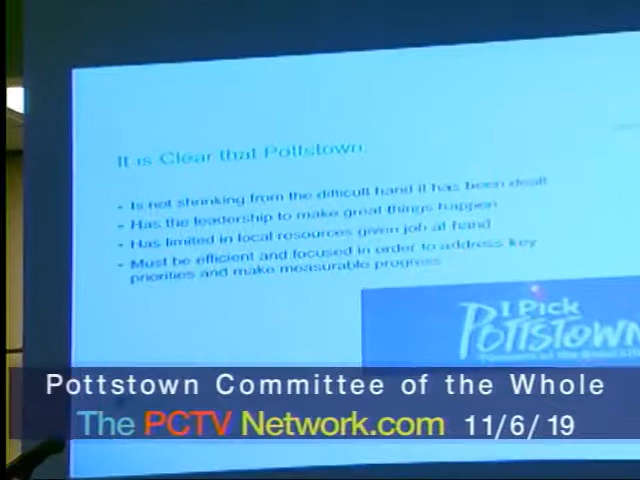 It is Clear that Pottstown:
- Is not shrinking from the difficult hand it has been dealt
- Has the leadership to make great things happen
- Has limited in local resources given job at hand
- Must be efficient and focused in order to address key
priorities and make measurable progress
I Pick
POTTSTOWN
Pottstown Committee of the Whole
The PCTV Network.com 11/6/19